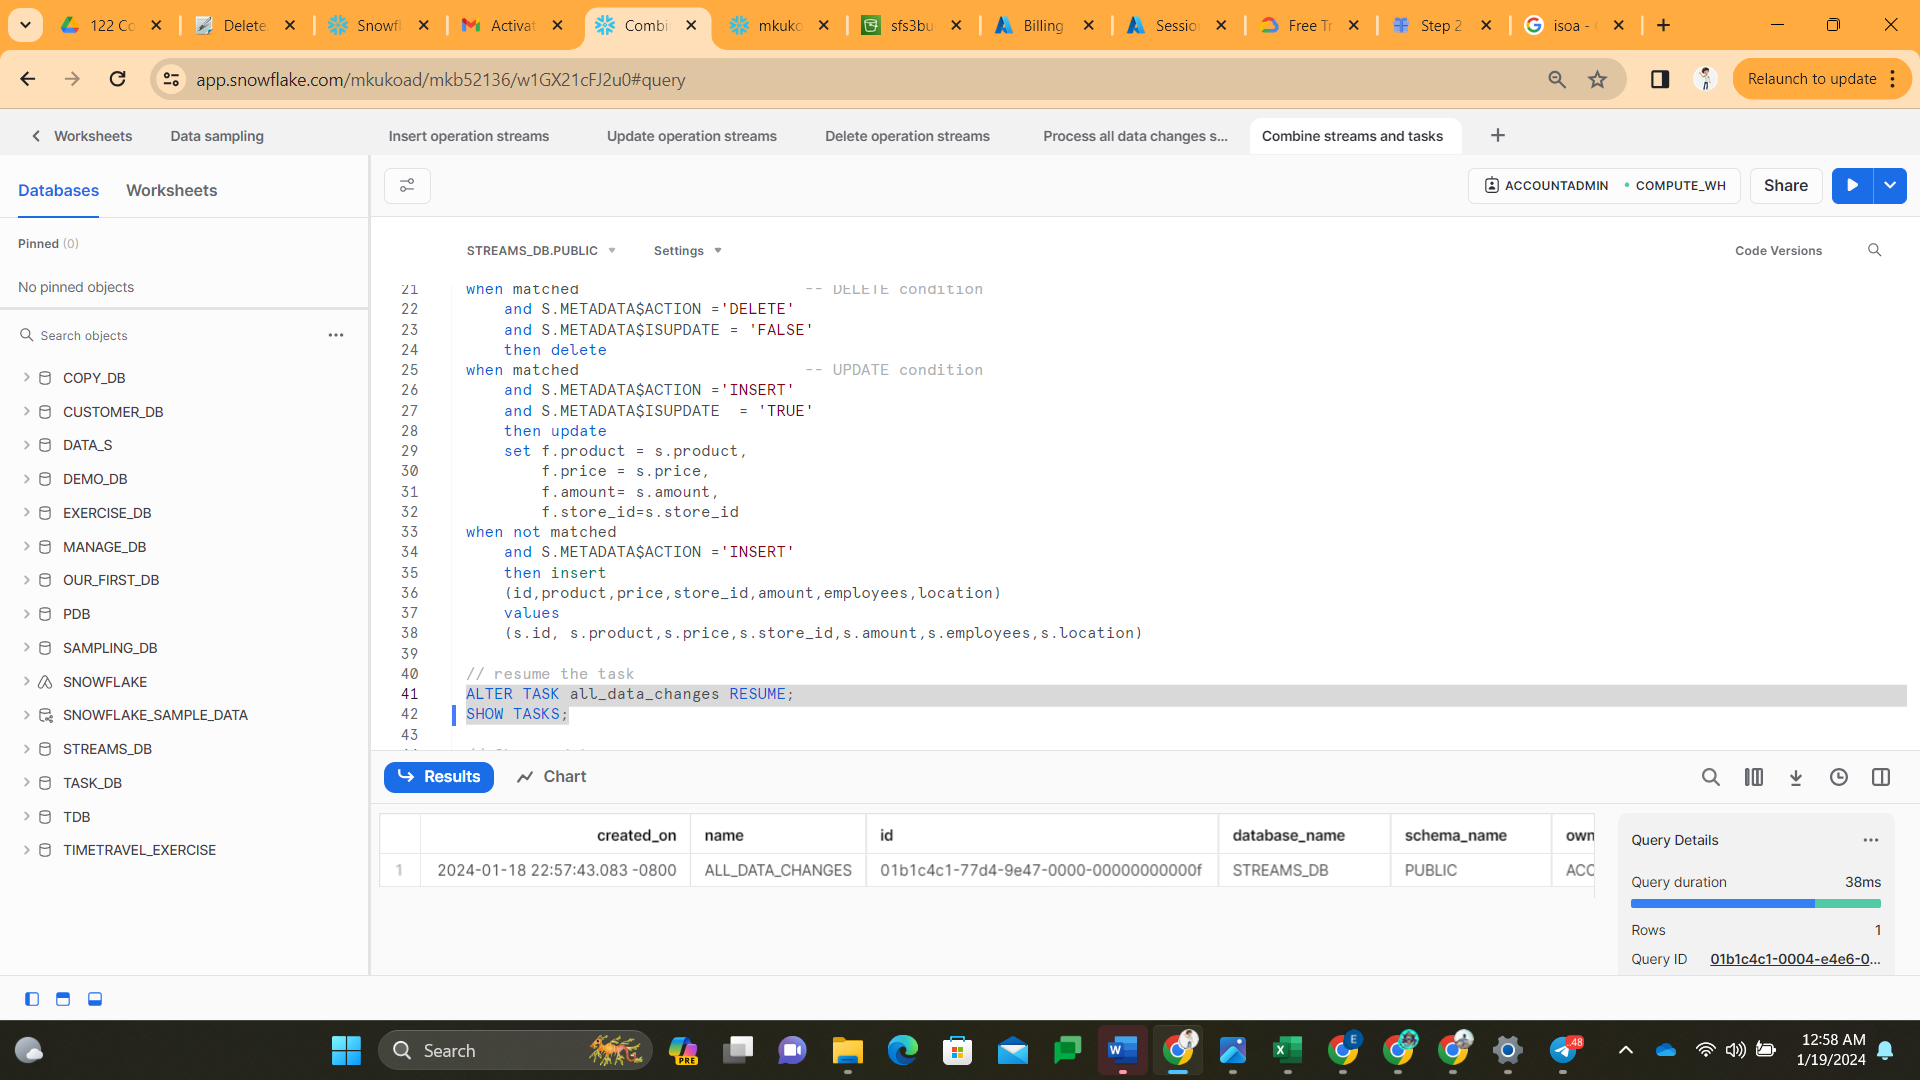 122 Co
Delete
Snowfl
Activat
Combi
mkuko
sfs3bu
Billing
Sessio
Free Tr
Step 2
isoa -
app.snowflake.com/mkukoad/mkb52136/w1GX21cFJ2u0#query
Relaunch to update
Worksheets
Data sampling
Insert operation streams
Update operation streams
Delete operation streams
Process all data changes s...
Combine streams and tasks
Databases
Worksheets
ACCOUNTADMIN
COMPUTE_WH
Share
Pinned (0)
No pinned objects
STREAMS_DB.PUBLIC
Settings
Code Versions
Search objects
COPY_DB
CUSTOMER_DB
DATA_S
DEMO_DB
EXERCISE_DB
MANAGE_DB
OUR_FIRST_DB
PDB
SAMPLING_DB
SNOWFLAKE
SNOWFLAKE_SAMPLE_DATA
STREAMS_DB
TASK_DB
TDB
TIMETRAVEL_EXERCISE
21 when matched -- DELETE condition
22 and S.METADATA$ACTION ='DELETE'
23 and S.METADATA$ISUPDATE = 'FALSE'
24 then delete
25 when matched -- UPDATE condition
26 and S.METADATA$ACTION ='INSERT'
27 and S.METADATA$ISUPDATE = 'TRUE'
28 then update
29 set f.product = s.product,
30 f.price = s.price,
31 f.amount= s.amount,
32 f.store_id=s.store_id
33 when not matched
34 and S.METADATA$ACTION ='INSERT'
35 then insert
36 (id,product,price,store_id,amount,employees,location)
37 values
38 (s.id, s.product,s.price,s.store_id,s.amount,s.employees,s.location)
39
40 // resume the task
41 ALTER TASK all_data_changes RESUME;
42 SHOW TASKS;
43
Results
Chart
created_on name id database_name schema_name own
1 2024-01-18 22:57:43.083 -0800 ALL_DATA_CHANGES 01b1c4c1-77d4-9e47-0000-00000000000f STREAMS_DB PUBLIC ACC
Query Details
Query duration 38ms
Rows 1
Query ID 01b1c4c1-0004-e4e6-0...
Search
PRE
E
48
12:58 AM
1/19/2024